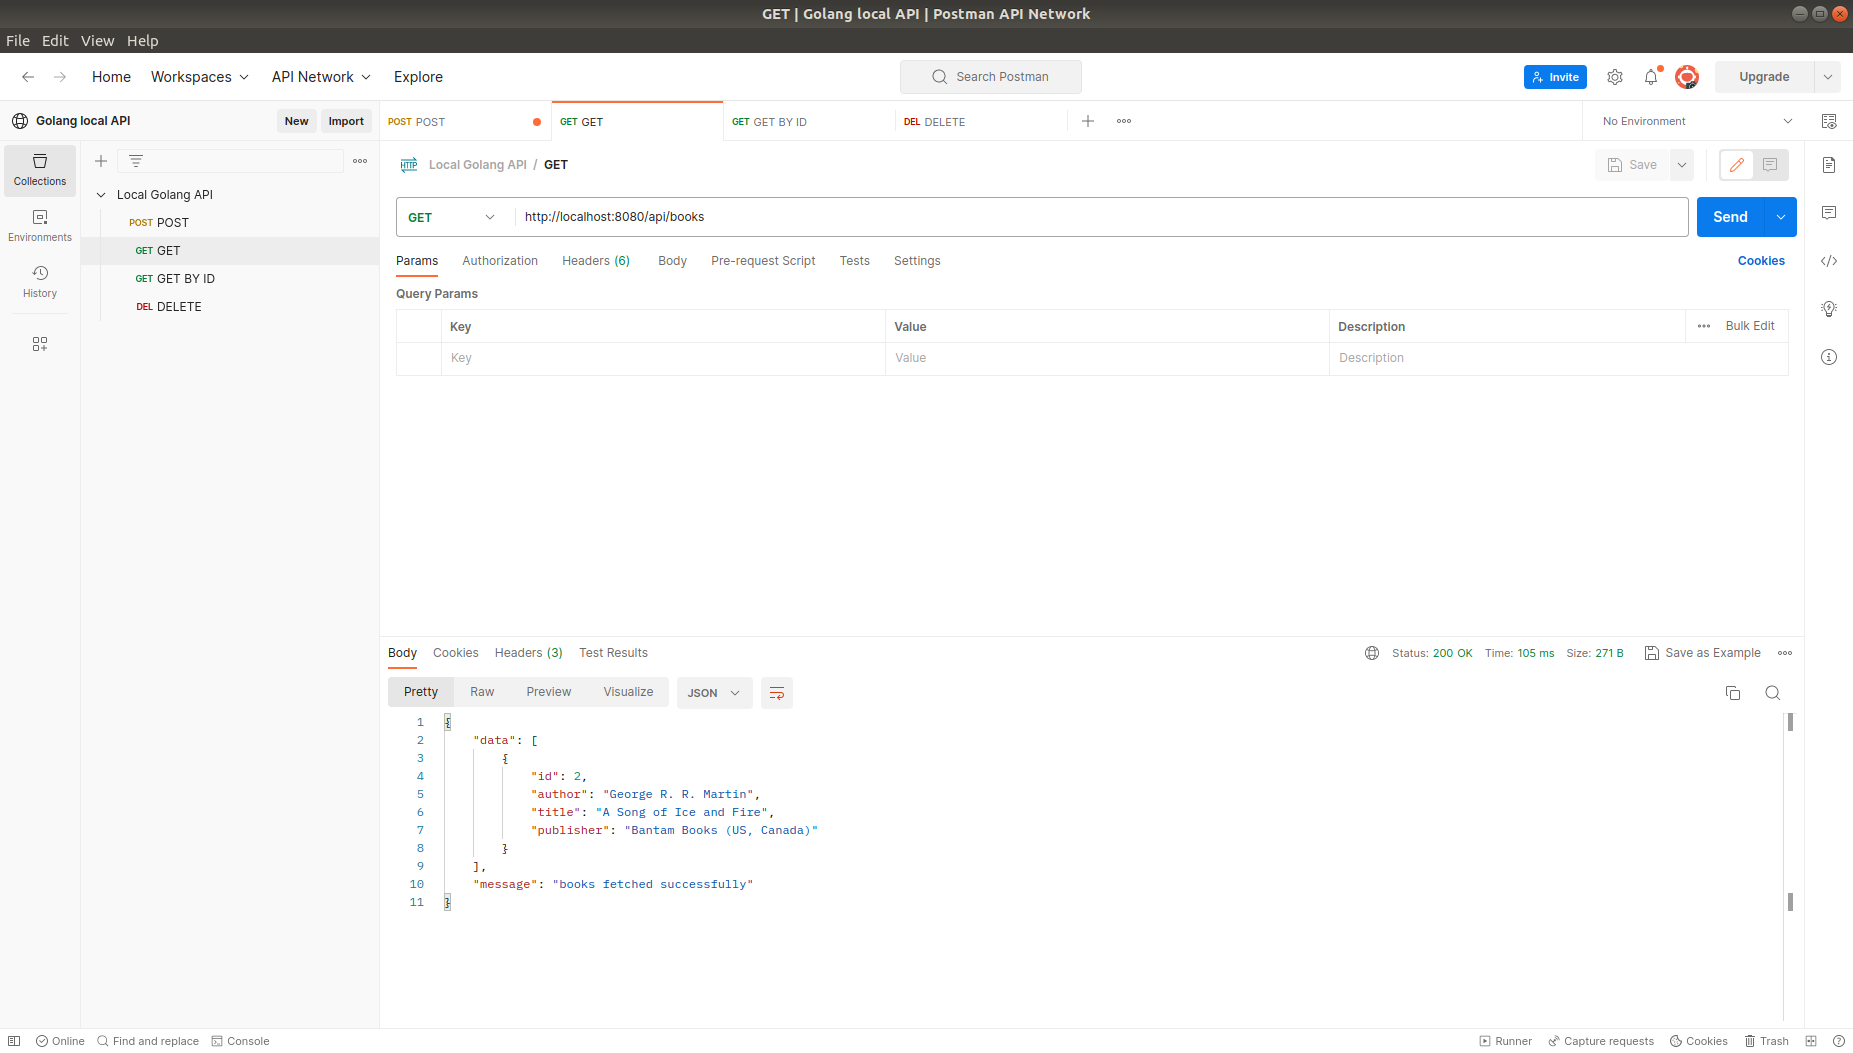 GET | Golang local API | Postman API Network
File Edit View Help
Home Workspaces API Network Explore
Search Postman
Invite
Upgrade
Golang local API New Import
POST POST
GET GET
GET GET BY ID
DEL DELETE
No Environment
Collections
Environments
History
Local Golang API
POST POST
GET GET
GET GET BY ID
DEL DELETE
HTTP Local Golang API / GET
Save
GET http://localhost:8080/api/books
Send
Params Authorization Headers (6) Body Pre-request Script Tests Settings
Cookies
Query Params
Key Value Description Bulk Edit
Key Value Description
Body Cookies Headers (3) Test Results
Status: 200 OK Time: 105 ms Size: 271 B Save as Example
Pretty Raw Preview Visualize JSON
1 {
2 "data": [
3 {
4 "id": 2,
5 "author": "George R. R. Martin",
6 "title": "A Song of Ice and Fire",
7 "publisher": "Bantam Books (US, Canada)"
8 }
9 ],
10 "message": "books fetched successfully"
11 }
Online Find and replace Console
Runner Capture requests Cookies Trash